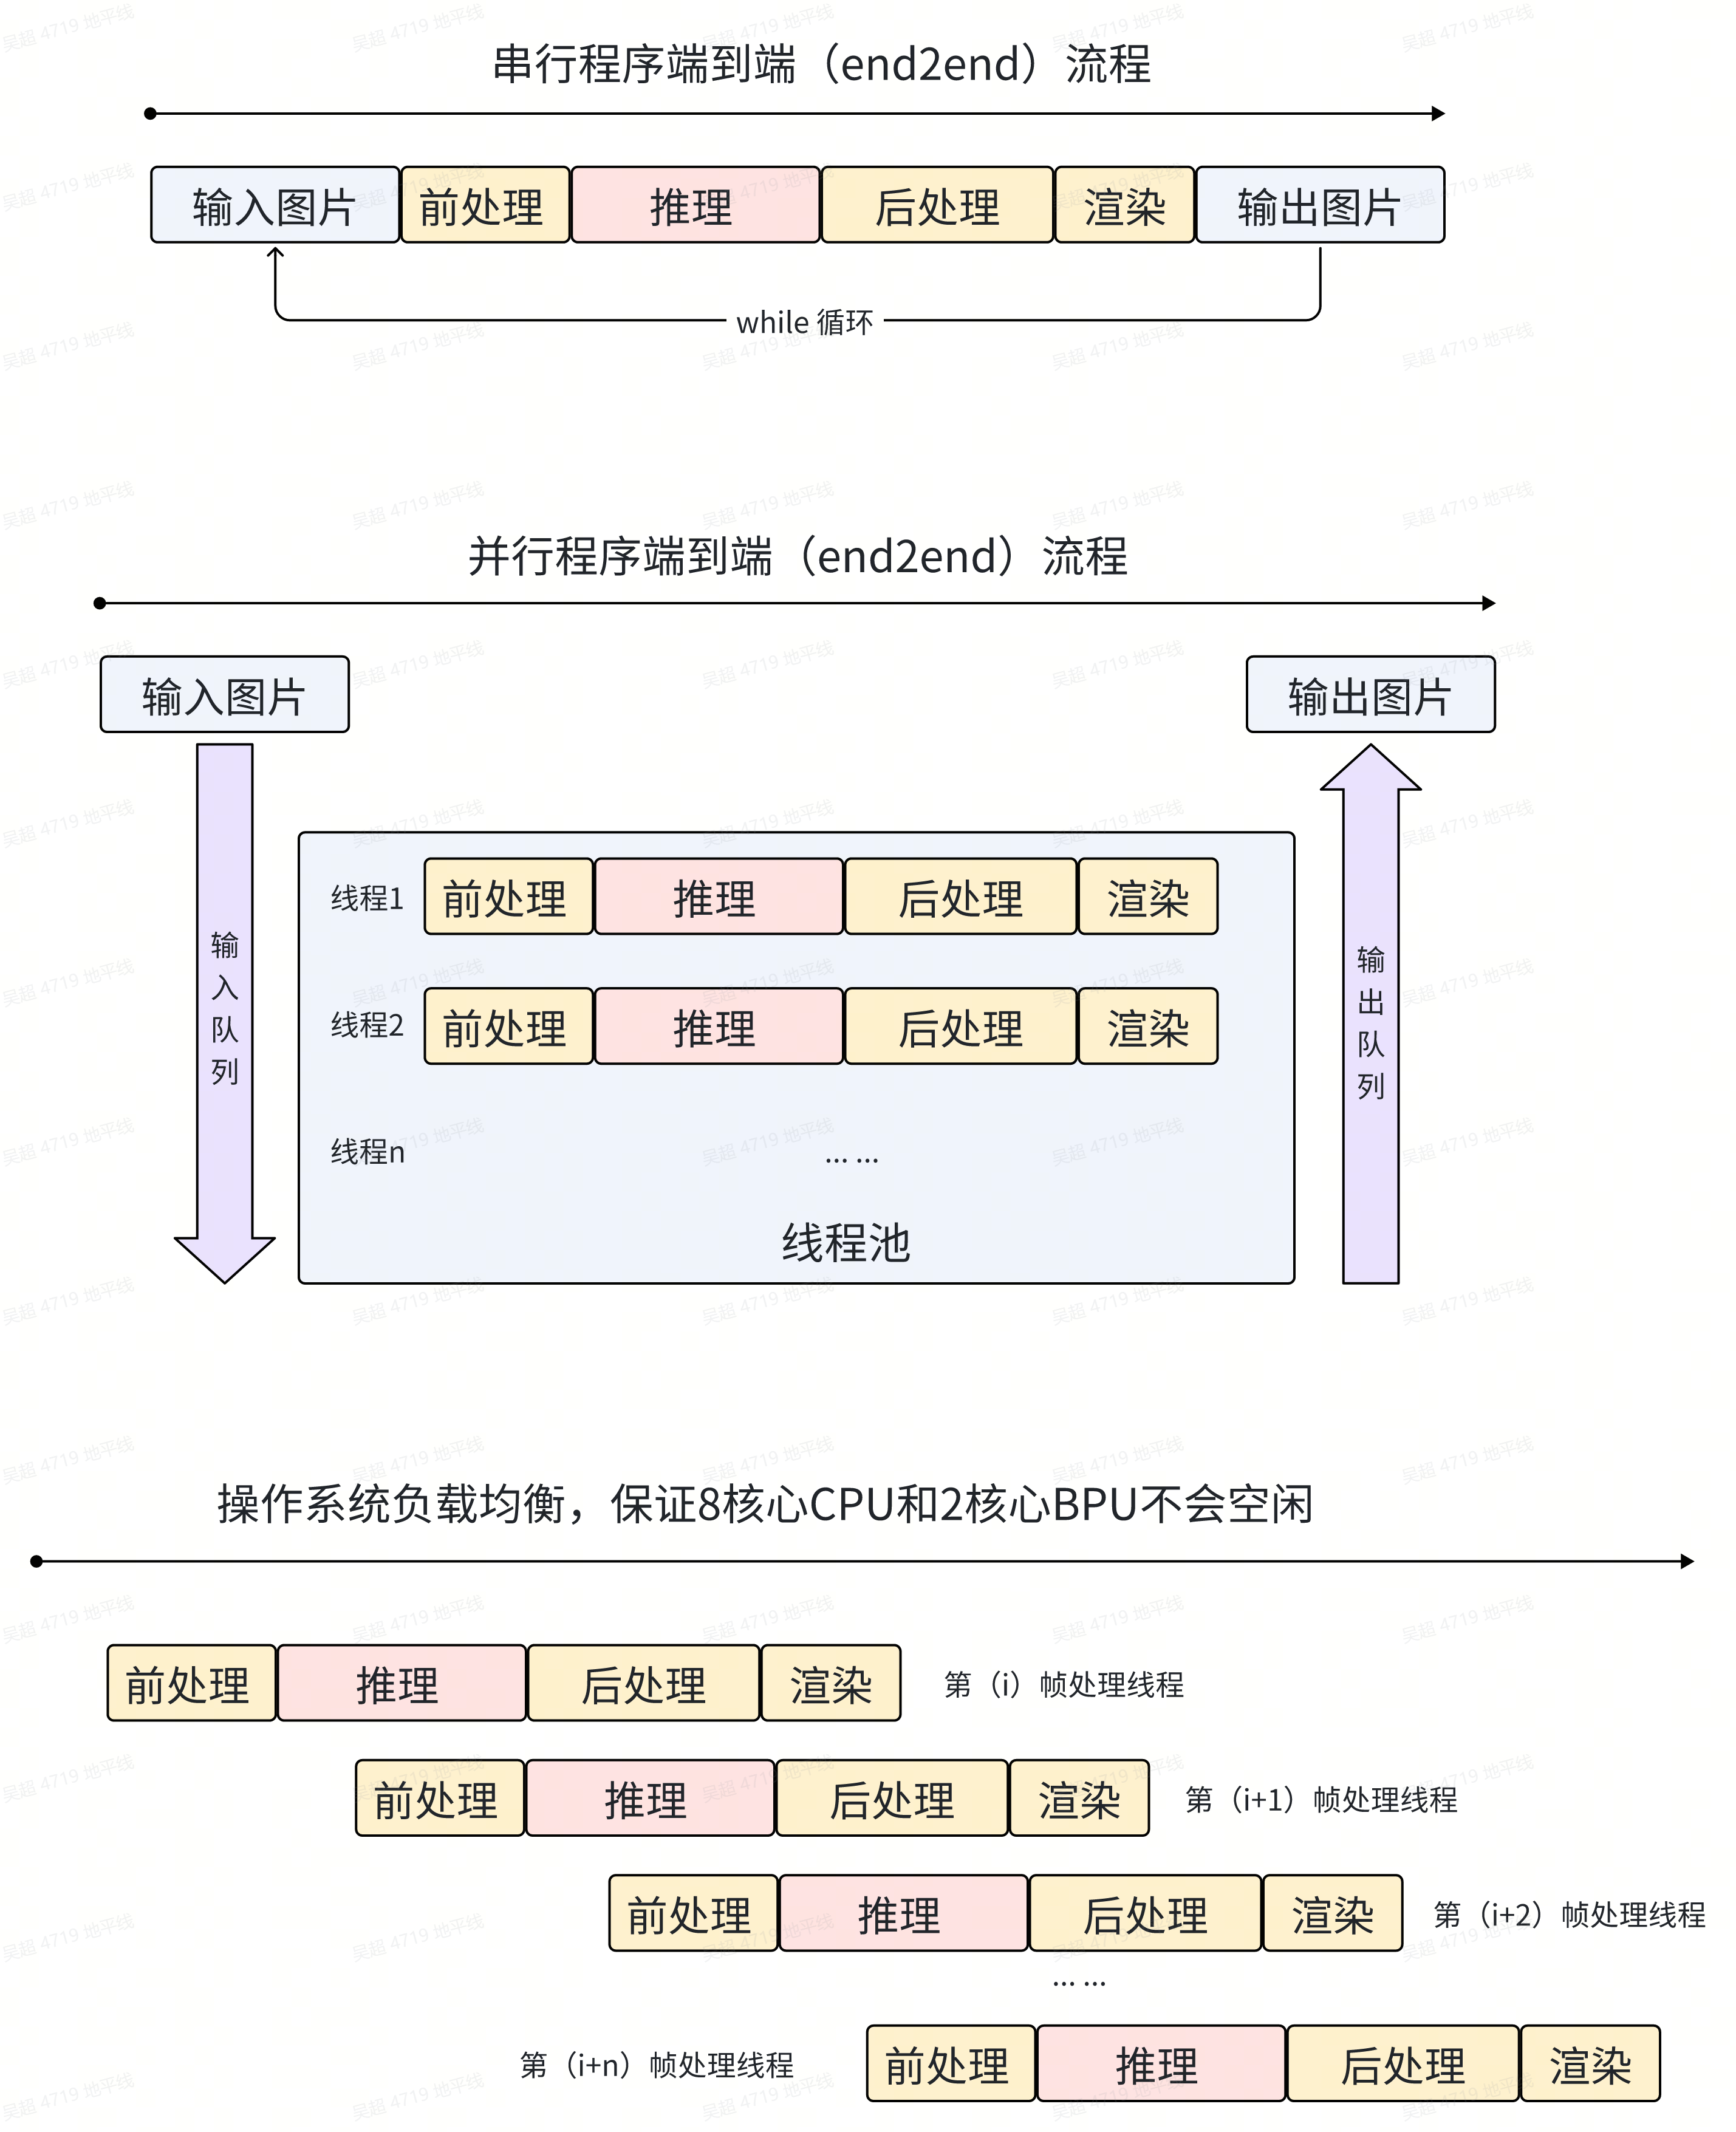 串行程序端到端（end2end）流程
输入图片 前处理 推理 后处理 渲染 输出图片
while 循环
并行程序端到端（end2end）流程
输入图片 输出图片
输入队列
线程1 前处理 推理 后处理 渲染
线程2 前处理 推理 后处理 渲染
线程n ... ...
线程池
输出队列
操作系统负载均衡，保证8核心CPU和2核心BPU不会空闲
前处理 推理 后处理 渲染 第（i）帧处理线程
前处理 推理 后处理 渲染 第（i+1）帧处理线程
前处理 推理 后处理 渲染 第（i+2）帧处理线程
... ...
第（i+n）帧处理线程 前处理 推理 后处理 渲染
吴超 4719 地平线